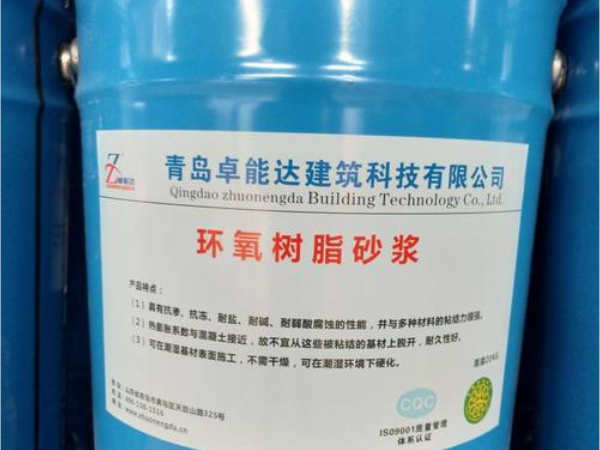 卓能达
青岛卓能达建筑科技有限公司
Qingdao zhuonengda Building Technology Co., Ltd.
环氧树脂砂浆
产品特点：
（1）具有抗渗、抗冻、耐盐、耐碱、耐弱酸腐蚀的性能，并与多种材料的粘结力很强。
（2）热膨胀系数与混凝土接近，故不宜从这些被粘结的基材上脱开，耐久性好。
（3）可在潮湿基材表面施工，不需干燥，可在潮湿环境下硬化。
CQC
ISO9001质量管理
体系认证
www.zhuonengda.cn